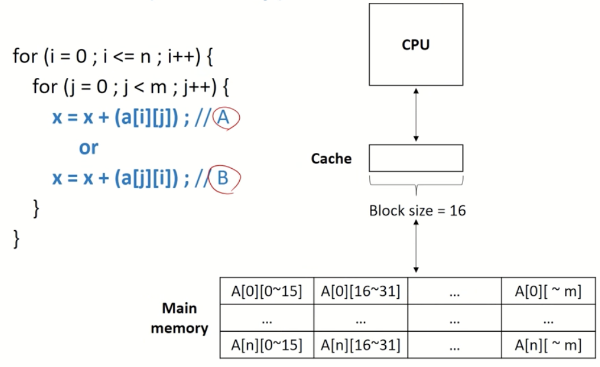 for (i = 0 ; i <= n ; i++) {
for (j = 0 ; j < m ; j++) {
x = x + (a[i][j]) ; // A
or
x = x + (a[j][i]) ; // B
}
}
CPU
Cache
Block size = 16
Main memory
A[0][0~15] A[0][16~31] ... A[0][ ~ m]
... ... ... ...
A[n][0~15] A[n][16~31] ... A[n][ ~ m]